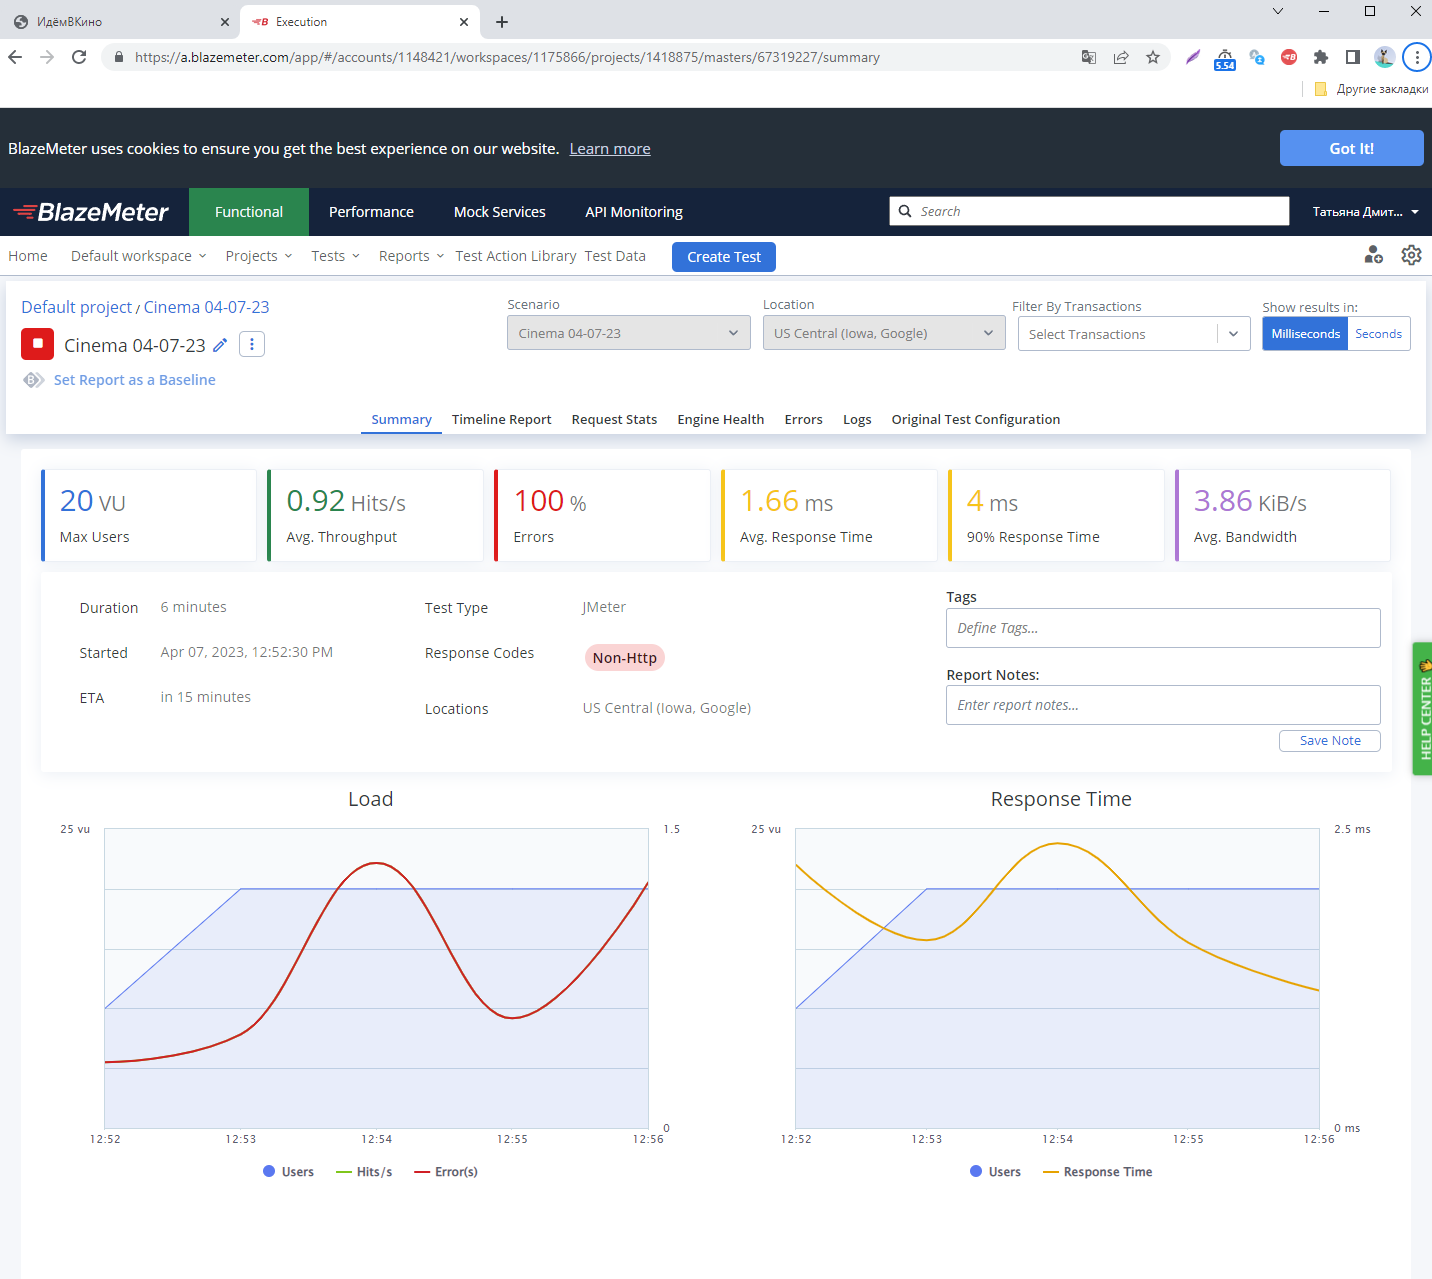 ИдёмВКино
Execution
https://a.blazemeter.com/app/#/accounts/1148421/workspaces/1175866/projects/1418875/masters/67319227/summary
5.54
Другие закладки
BlazeMeter uses cookies to ensure you get the best experience on our website. Learn more
Got It!
BlazeMeter
Functional
Performance
Mock Services
API Monitoring
Search
Татьяна Дмит...
Home
Default workspace
Projects
Tests
Reports
Test Action Library
Test Data
Create Test
Default project / Cinema 04-07-23
Cinema 04-07-23
Set Report as a Baseline
Scenario
Cinema 04-07-23
Location
US Central (Iowa, Google)
Filter By Transactions
Select Transactions
Show results in:
Milliseconds
Seconds
Summary
Timeline Report
Request Stats
Engine Health
Errors
Logs
Original Test Configuration
20 VU
Max Users
0.92 Hits/s
Avg. Throughput
100 %
Errors
1.66 ms
Avg. Response Time
4 ms
90% Response Time
3.86 KiB/s
Avg. Bandwidth
Duration 6 minutes
Started Apr 07, 2023, 12:52:30 PM
ETA in 15 minutes
Test Type JMeter
Response Codes Non-Http
Locations US Central (Iowa, Google)
Tags
Define Tags...
Report Notes:
Enter report notes...
Save Note
HELP CENTER
Load
25 vu
1.5
0
12:52 12:53 12:54 12:55 12:56
Users Hits/s Error(s)
Response Time
25 vu
2.5 ms
0 ms
12:52 12:53 12:54 12:55 12:56
Users Response Time